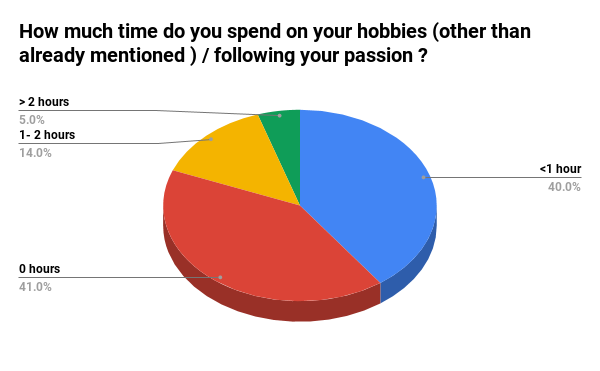 How much time do you spend on your hobbies (other than
already mentioned ) / following your passion ?
> 2 hours
5.0%
1- 2 hours
14.0%
<1 hour
40.0%
0 hours
41.0%